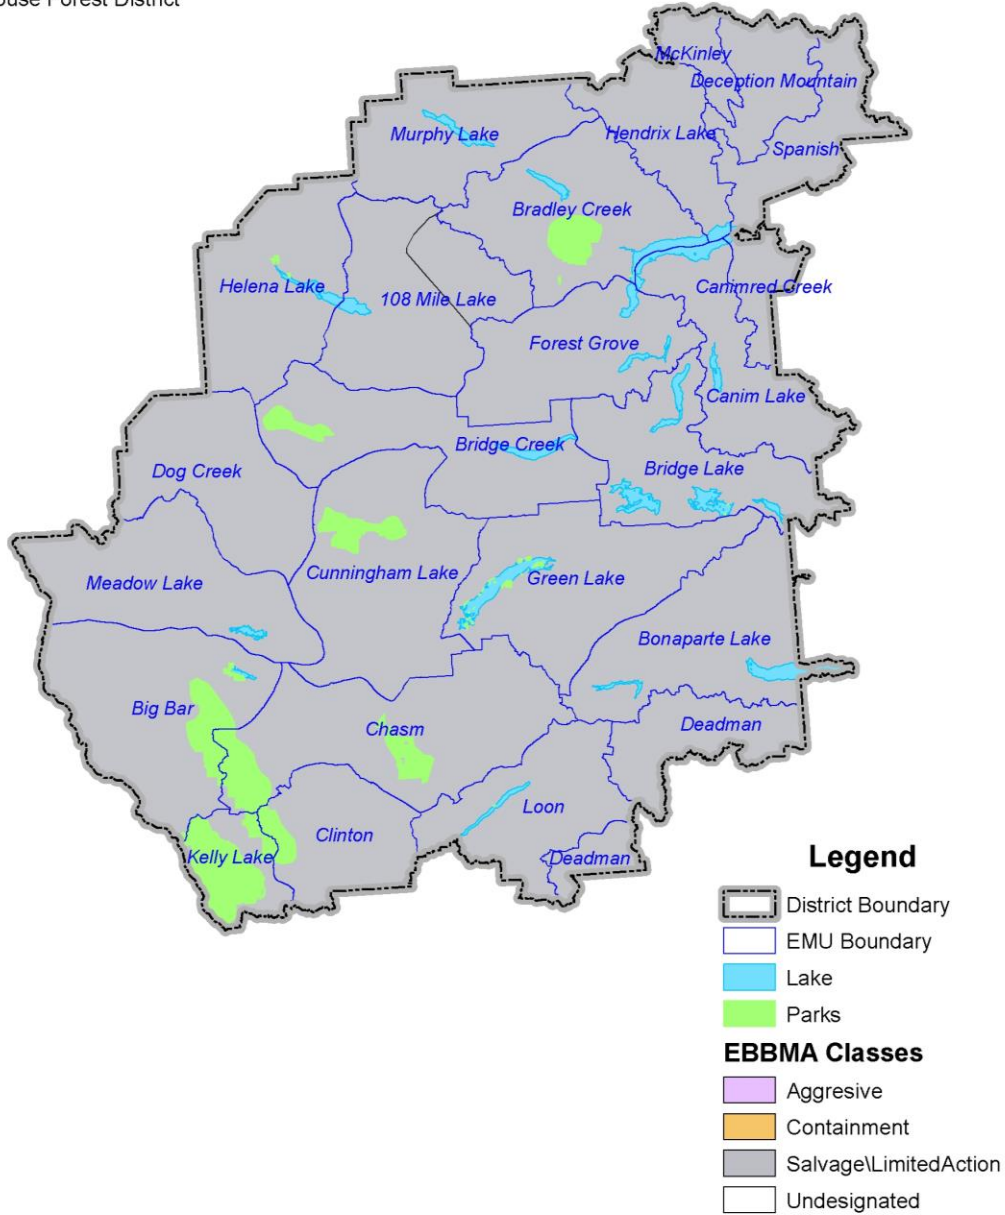 Forest District
McKinley
Deception Mountain
Murphy Lake
Hendrix Lake
Spanish
Bradley Creek
Helena Lake
108 Mile Lake
Canimred Creek
Forest Grove
Canim Lake
Bridge Creek
Bridge Lake
Dog Creek
Cunningham Lake
Green Lake
Meadow Lake
Bonaparte Lake
Big Bar
Chasm
Deadman
Loon
Clinton
Kelly Lake
Deadman
Legend
District Boundary
EMU Boundary
Lake
Parks
EBBMA Classes
Aggresive
Containment
Salvage\LimitedAction
Undesignated